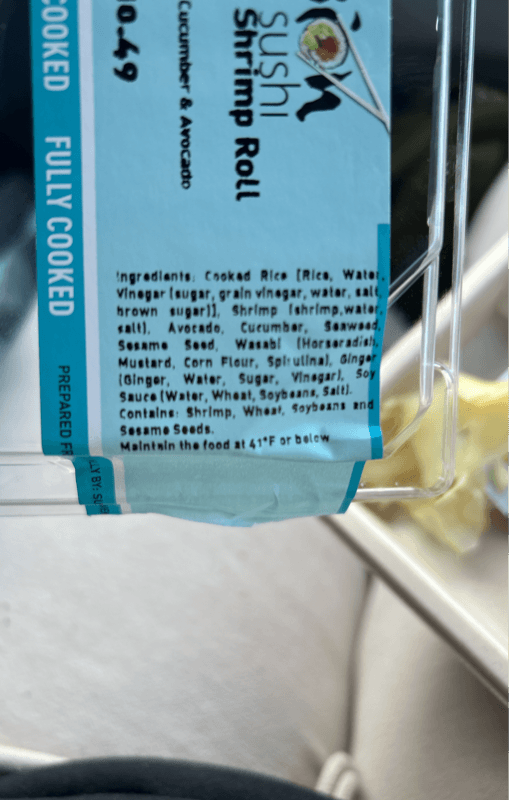 sushi
Shrimp Roll
Cucumber & Avocado
COOKED FULLY COOKED
PREPARED
Ingredients: Cooked Rice [Rice, Water,
Vinegar (sugar, grain vinegar, water, salt,
brown sugar)], Shrimp (shrimp,water,
salt), Avocado, Cucumber, Seaweed,
Sesame Seed, Wasabi (Horseradish,
Mustard, Corn Flour, Spirulina), Ginger
(Ginger, Water, Sugar, Vinegar), Soy
Sauce (Water, Wheat, Soybeans, Salt).
Contains: Shrimp, Wheat, Soybeans and
Sesame Seeds.
Maintain the food at 41°F or below
BY: